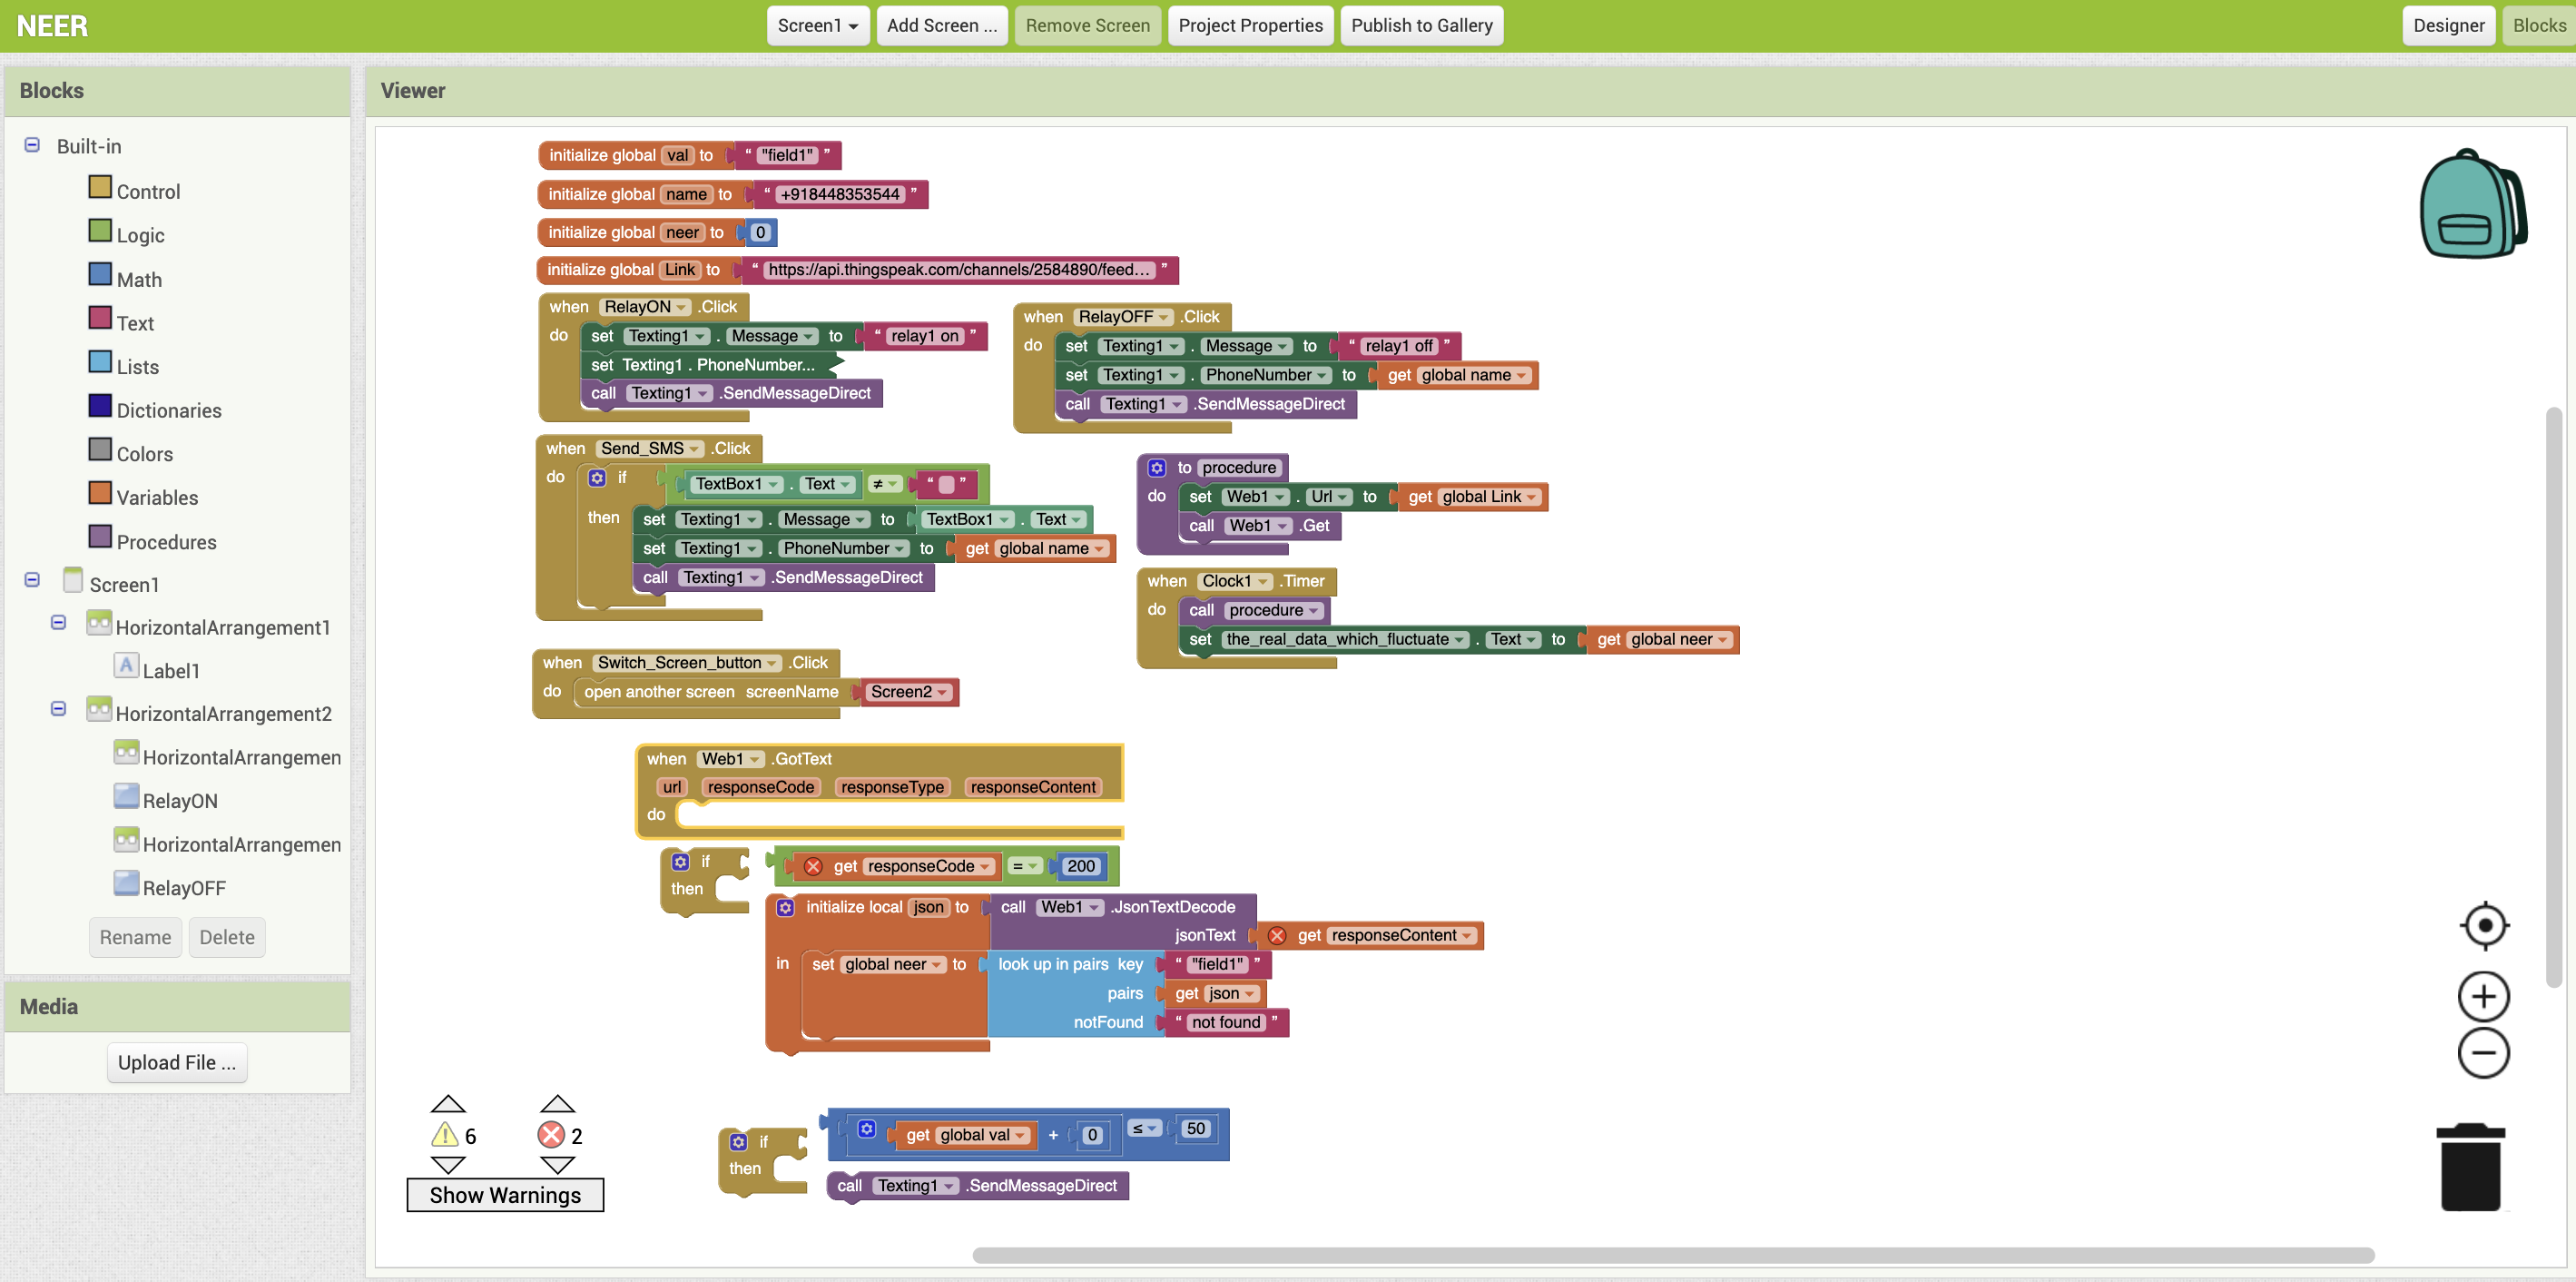 NEER
Screen1
Add Screen ...
Remove Screen
Project Properties
Publish to Gallery
Designer
Blocks
Blocks
Built-in
Control
Logic
Math
Text
Lists
Dictionaries
Colors
Variables
Procedures
Screen1
HorizontalArrangement1
Label1
HorizontalArrangement2
HorizontalArrangemen
RelayON
HorizontalArrangemen
RelayOFF
Rename
Delete
Media
Upload File ...
Viewer
initialize global val to " "field1" "
initialize global name to " +918448353544 "
initialize global neer to 0
initialize global Link to " https://api.thingspeak.com/channels/2584890/feed... "
when RelayON .Click
do set Texting1 . Message to " relay1 on "
set Texting1 . PhoneNumber...
call Texting1 .SendMessageDirect
when RelayOFF .Click
do set Texting1 . Message to " relay1 off "
set Texting1 . PhoneNumber to get global name
call Texting1 .SendMessageDirect
when Send_SMS .Click
do if TextBox1 . Text ≠ " "
then set Texting1 . Message to TextBox1 . Text
set Texting1 . PhoneNumber to get global name
call Texting1 .SendMessageDirect
to procedure
do set Web1 . Url to get global Link
call Web1 .Get
when Clock1 .Timer
do call procedure
set the_real_data_which_fluctuate . Text to get global neer
when Switch_Screen_button .Click
do open another screen screenName Screen2
when Web1 .GotText
url responseCode responseType responseContent
do
if get responseCode = 200
then
initialize local json to call Web1 .JsonTextDecode
jsonText get responseContent
in set global neer to look up in pairs key " "field1" "
pairs get json
notFound " not found "
if get global val + 0 ≤ 50
then
call Texting1 .SendMessageDirect
6
2
Show Warnings